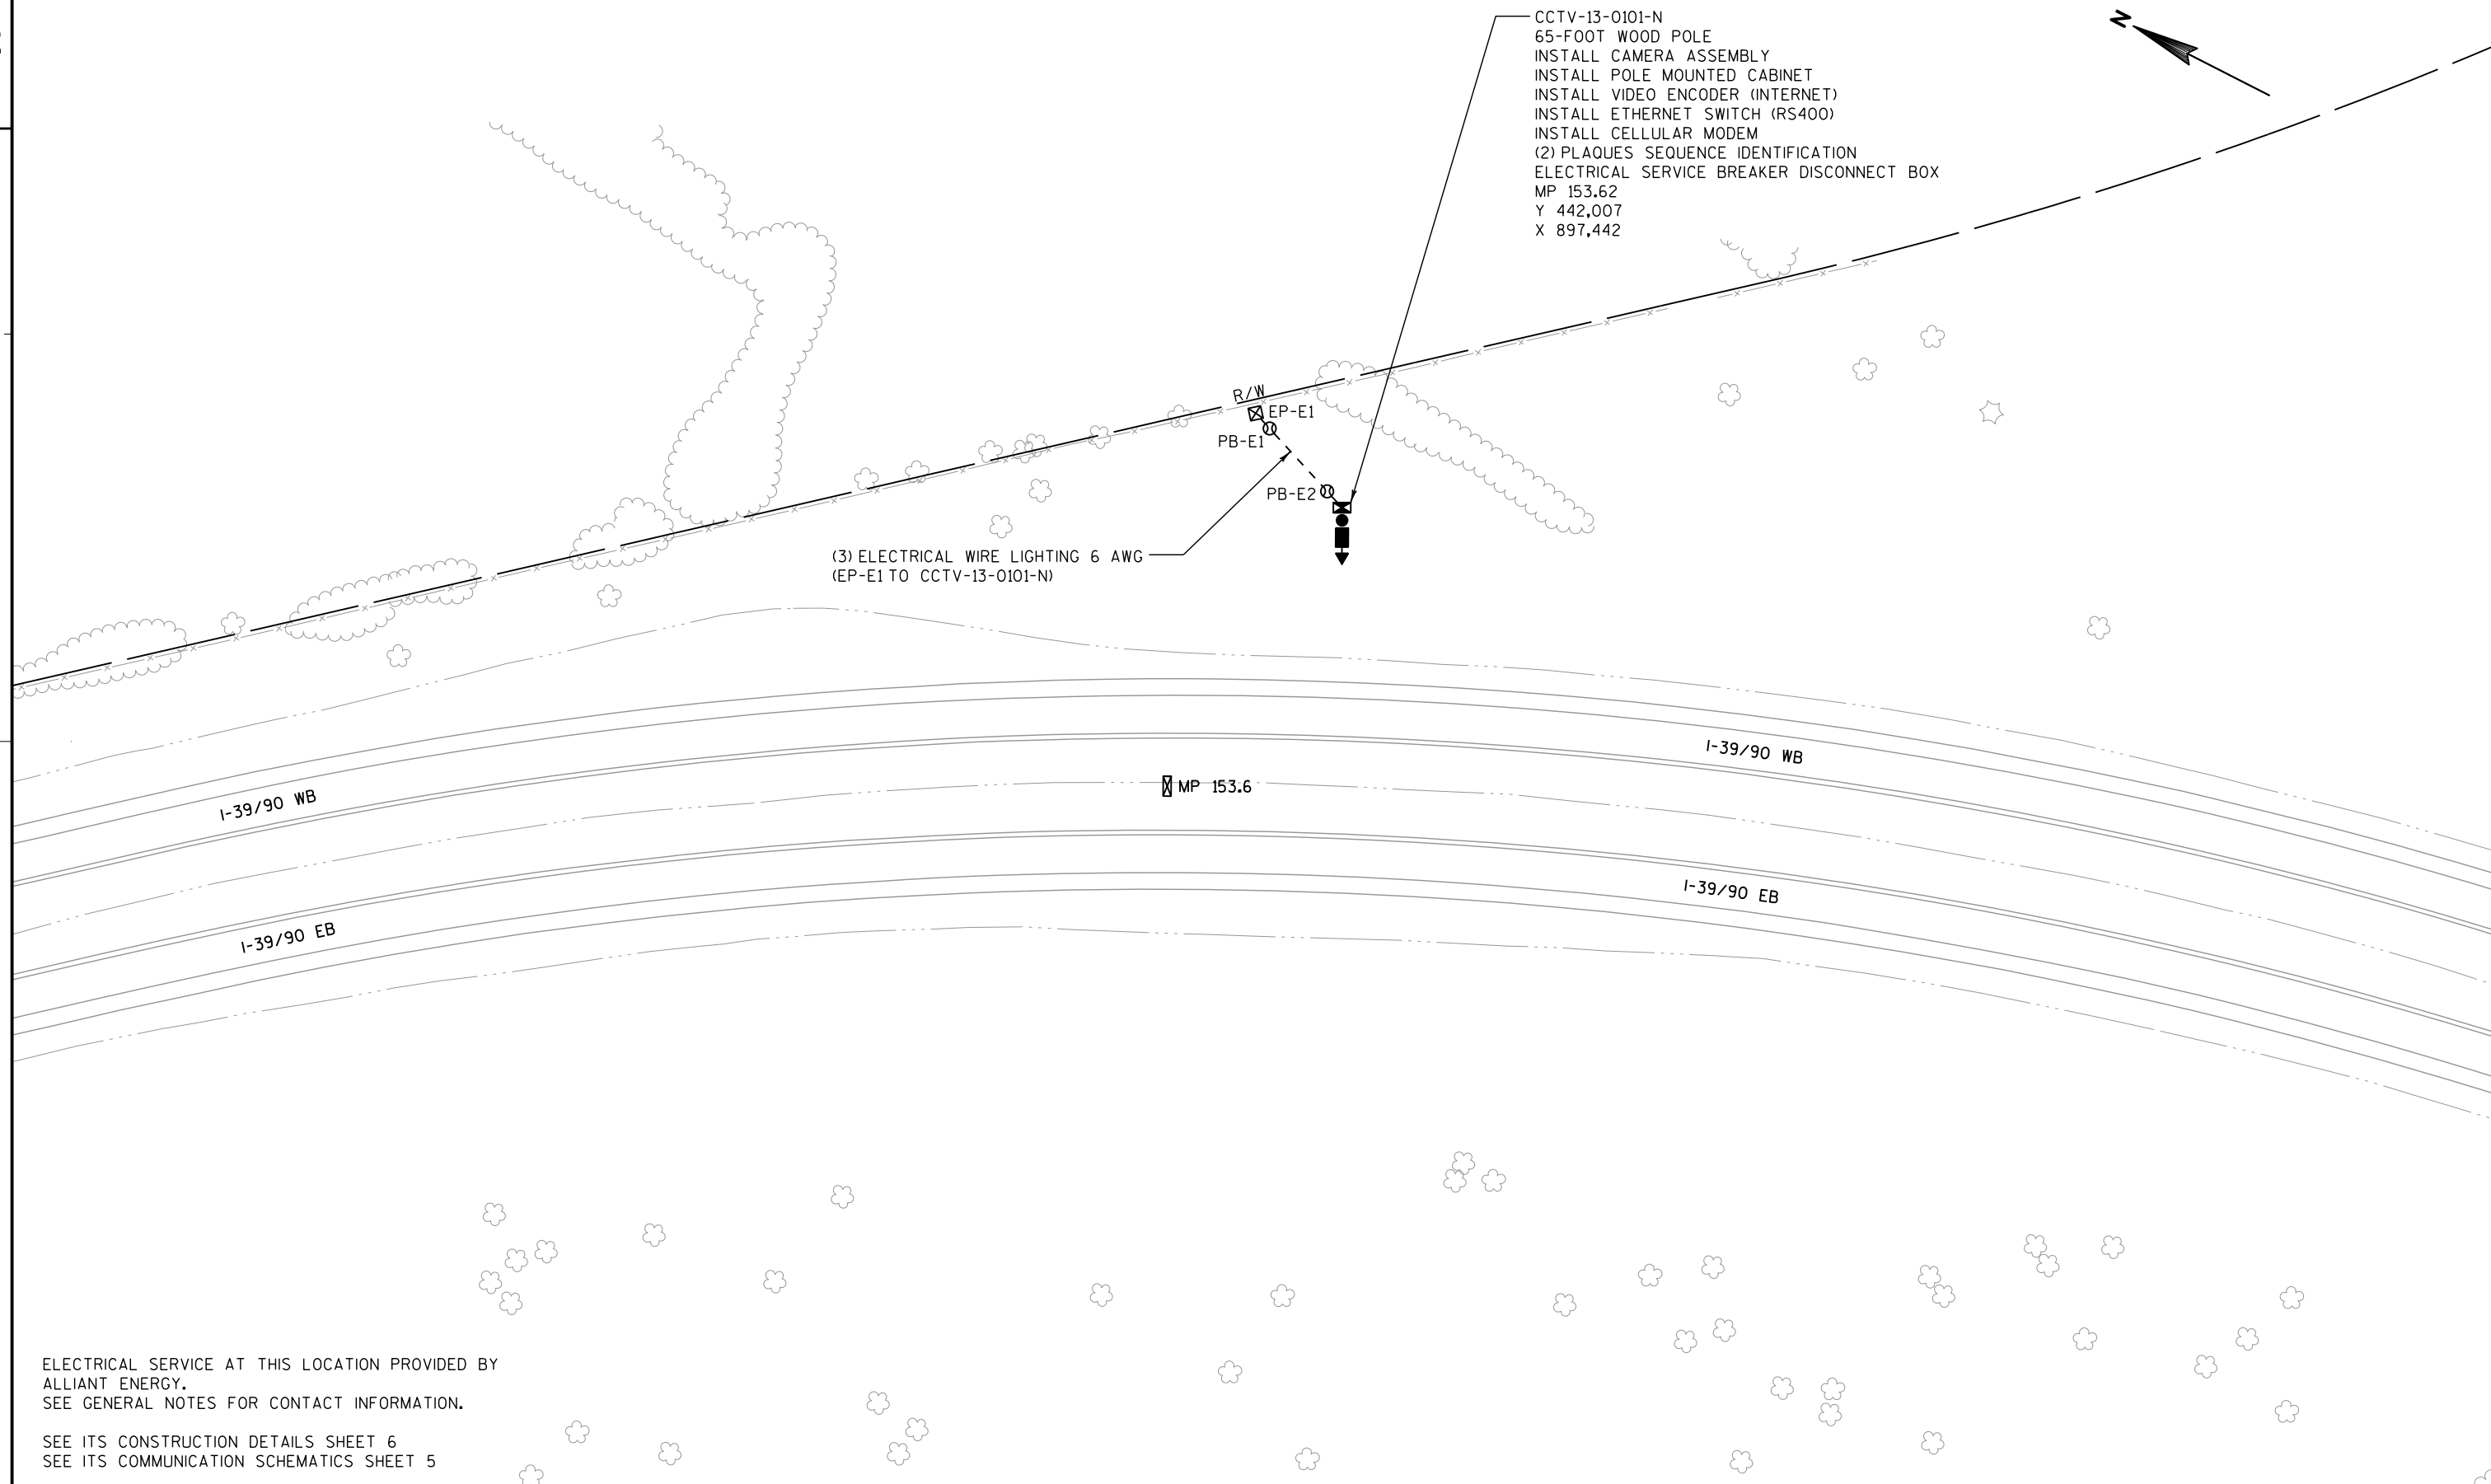 CCTV-13-0101-N
65-FOOT WOOD POLE
INSTALL CAMERA ASSEMBLY
INSTALL POLE MOUNTED CABINET
INSTALL VIDEO ENCODER (INTERNET)
INSTALL ETHERNET SWITCH (RS400)
INSTALL CELLULAR MODEM
(2) PLAQUES SEQUENCE IDENTIFICATION
ELECTRICAL SERVICE BREAKER DISCONNECT BOX
MP 153.62
Y 442,007
X 897,442
N
R/W
EP-E1
PB-E1
PB-E2
(3) ELECTRICAL WIRE LIGHTING 6 AWG
(EP-E1 TO CCTV-13-0101-N)
I-39/90 WB
I-39/90 WB
MP 153.6
I-39/90 EB
I-39/90 EB
ELECTRICAL SERVICE AT THIS LOCATION PROVIDED BY
ALLIANT ENERGY.
SEE GENERAL NOTES FOR CONTACT INFORMATION.
SEE ITS CONSTRUCTION DETAILS SHEET 6
SEE ITS COMMUNICATION SCHEMATICS SHEET 5